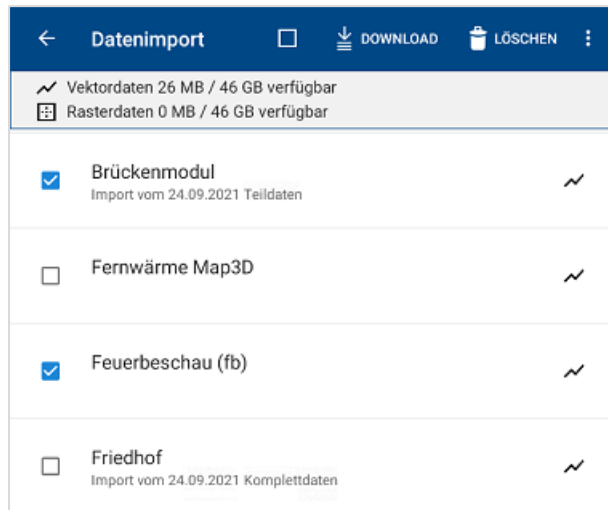 Datenimport DOWNLOAD LÖSCHEN
Vektordaten 26 MB / 46 GB verfügbar
Rasterdaten 0 MB / 46 GB verfügbar
Brückenmodul
Import vom 24.09.2021 Teildaten
Fernwärme Map3D
Feuerbeschau (fb)
Friedhof
Import vom 24.09.2021 Komplettdaten